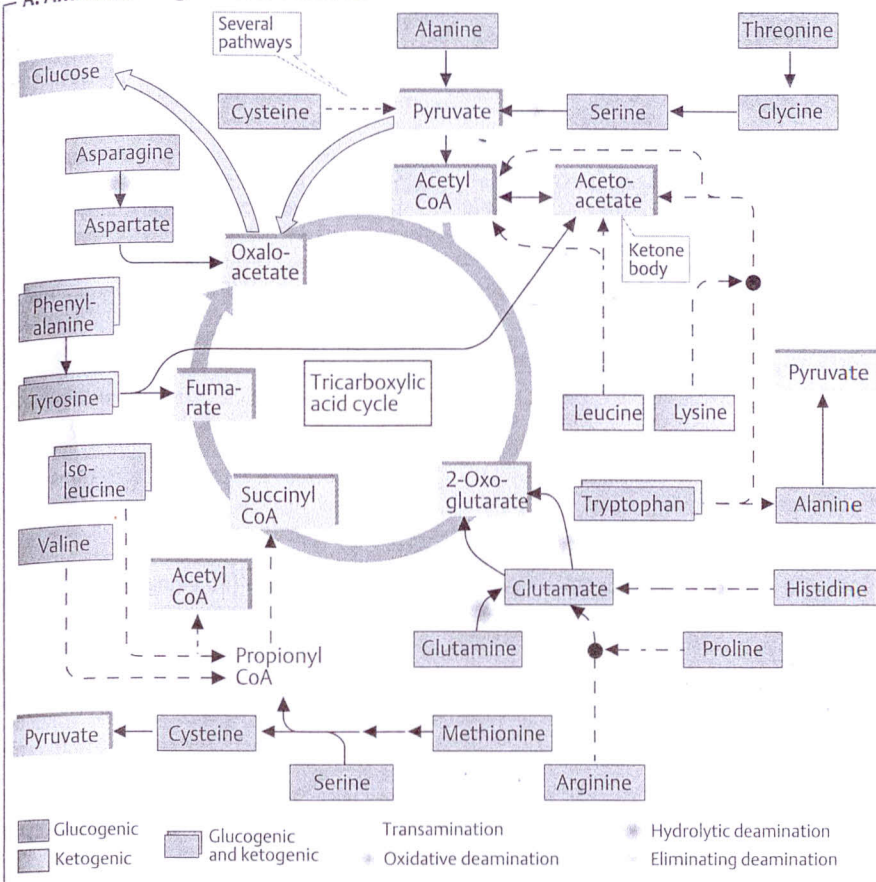 A.
Several
pathways
Alanine
Threonine
Glucose
Cysteine
Pyruvate
Serine
Glycine
Asparagine
Acetyl
CoA
Aceto-
acetate
Aspartate
Oxalo-
acetate
Ketone
body
Phenyl-
alanine
Tricarboxylic
acid cycle
Pyruvate
Tyrosine
Fuma-
rate
Leucine
Lysine
Iso-
leucine
Succinyl
CoA
2-Oxo-
glutarate
Tryptophan
Alanine
Valine
Acetyl
CoA
Glutamate
Histidine
Glutamine
Proline
Propionyl
CoA
Pyruvate
Cysteine
Methionine
Serine
Arginine
Glucogenic
Ketogenic
Glucogenic
and ketogenic
Transamination
Oxidative deamination
Hydrolytic deamination
Eliminating deamination